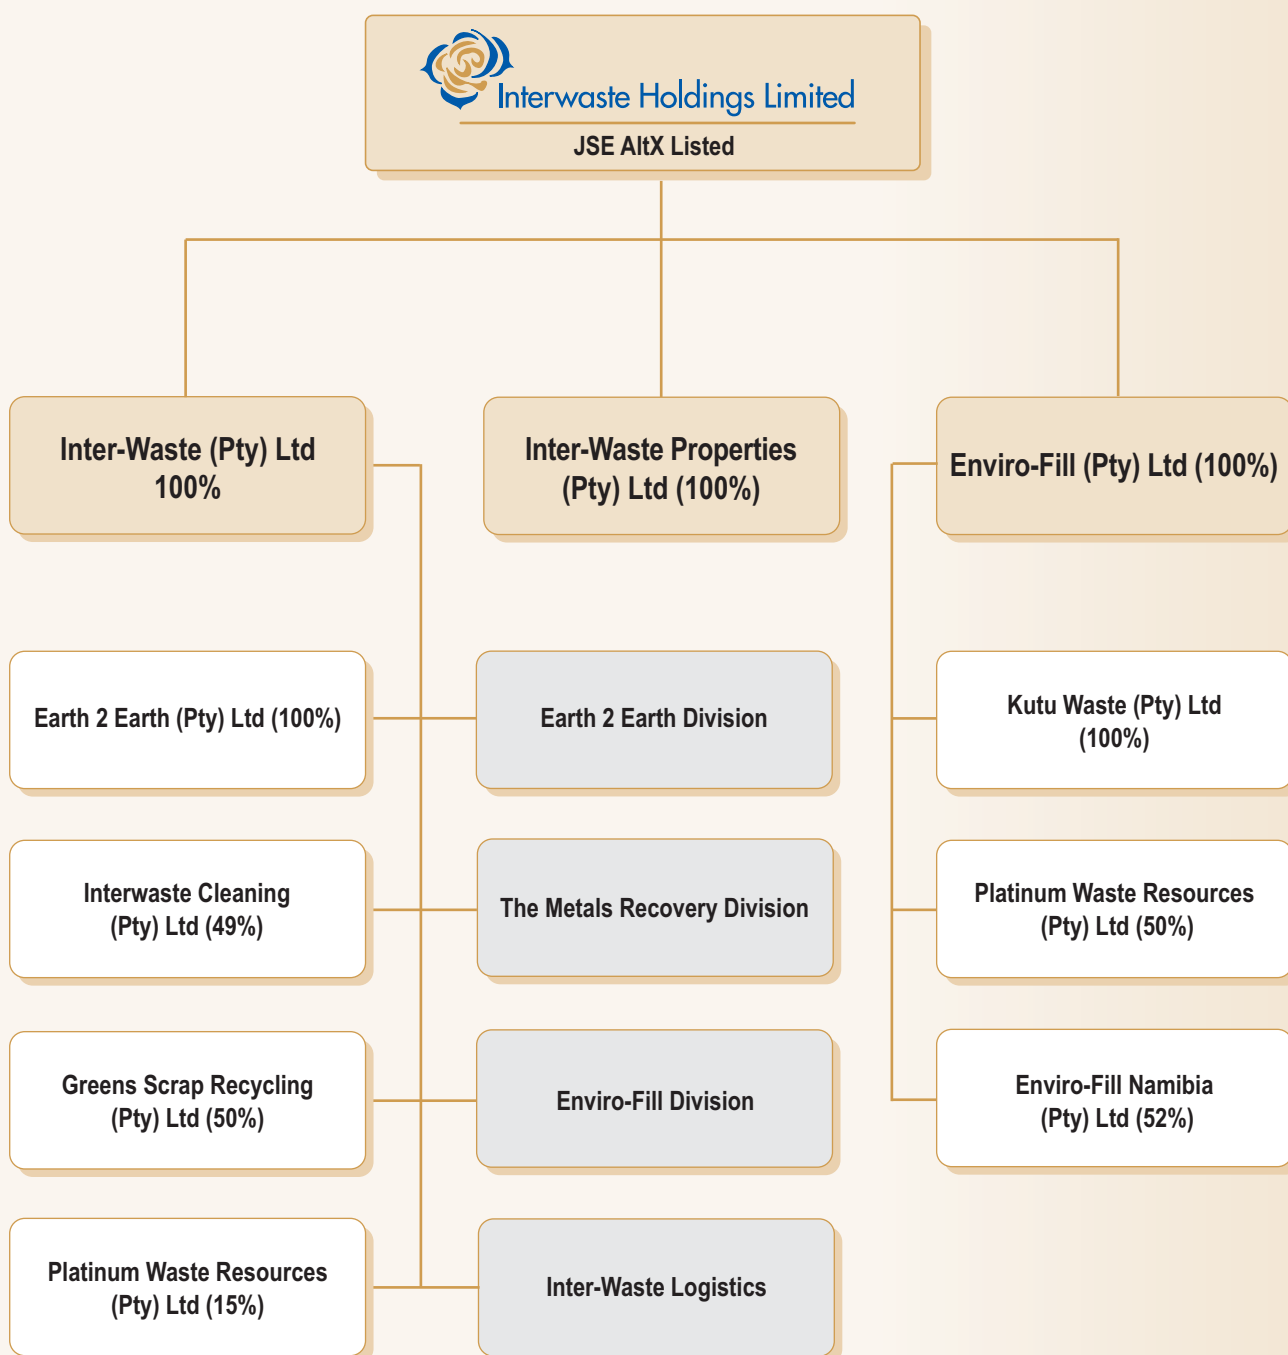 Interwaste Holdings Limited
JSE AltX Listed
Inter-Waste (Pty) Ltd
100%
Inter-Waste Properties
(Pty) Ltd (100%)
Enviro-Fill (Pty) Ltd (100%)
Earth 2 Earth (Pty) Ltd (100%)
Earth 2 Earth Division
Kutu Waste (Pty) Ltd
(100%)
Interwaste Cleaning
(Pty) Ltd (49%)
The Metals Recovery Division
Platinum Waste Resources
(Pty) Ltd (50%)
Greens Scrap Recycling
(Pty) Ltd (50%)
Enviro-Fill Division
Enviro-Fill Namibia
(Pty) Ltd (52%)
Platinum Waste Resources
(Pty) Ltd (15%)
Inter-Waste Logistics